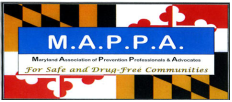 M.A.P.P.A.
Maryland Association of Prevention Professionals & Advocates
For Safe and Drug-Free Communities